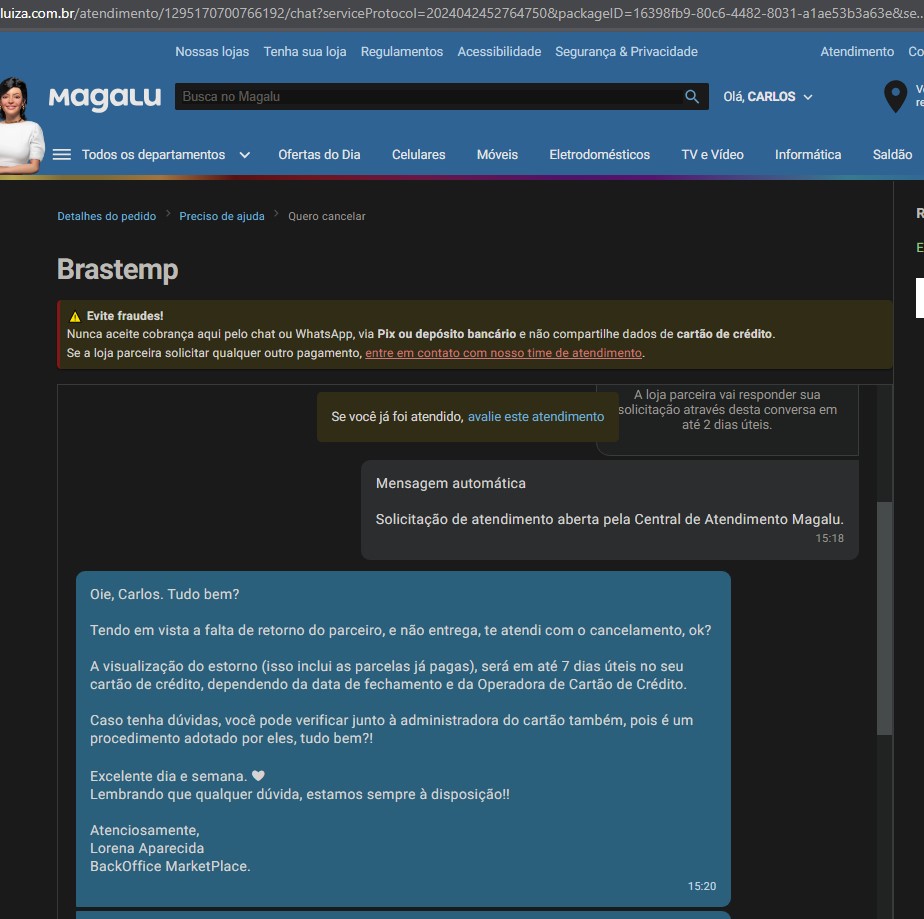 luiza.com.br/atendimento/1295170700766192/chat?serviceProtocol=2024042452764750&packageID=16398fb9-80c6-4482-8031-a1ae53b3a63e&se...
Nossas lojas Tenha sua loja Regulamentos Acessibilidade Segurança & Privacidade Atendimento Co
Magalu Busca no Magalu Olá, CARLOS
Todos os departamentos Ofertas do Dia Celulares Móveis Eletrodomésticos TV e Vídeo Informática Saldão
Detalhes do pedido Preciso de ajuda Quero cancelar
R
E
Brastemp
Evite fraudes!
Nunca aceite cobrança aqui pelo chat ou WhatsApp, via Pix ou depósito bancário e não compartilhe dados de cartão de crédito.
Se a loja parceira solicitar qualquer outro pagamento, entre em contato com nosso time de atendimento.
Se você já foi atendido, avalie este atendimento
A loja parceira vai responder sua
solicitação através desta conversa em
até 2 dias úteis.
Mensagem automática
Solicitação de atendimento aberta pela Central de Atendimento Magalu.
15:18
Oie, Carlos. Tudo bem?
Tendo em vista a falta de retorno do parceiro, e não entrega, te atendi com o cancelamento, ok?
A visualização do estorno (isso inclui as parcelas já pagas), será em até 7 dias úteis no seu
cartão de crédito, dependendo da data de fechamento e da Operadora de Cartão de Crédito.
Caso tenha dúvidas, você pode verificar junto à administradora do cartão também, pois é um
procedimento adotado por eles, tudo bem?!
Excelente dia e semana. ♥
Lembrando que qualquer dúvida, estamos sempre à disposição!!
Atenciosamente,
Lorena Aparecida
BackOffice MarketPlace.
15:20